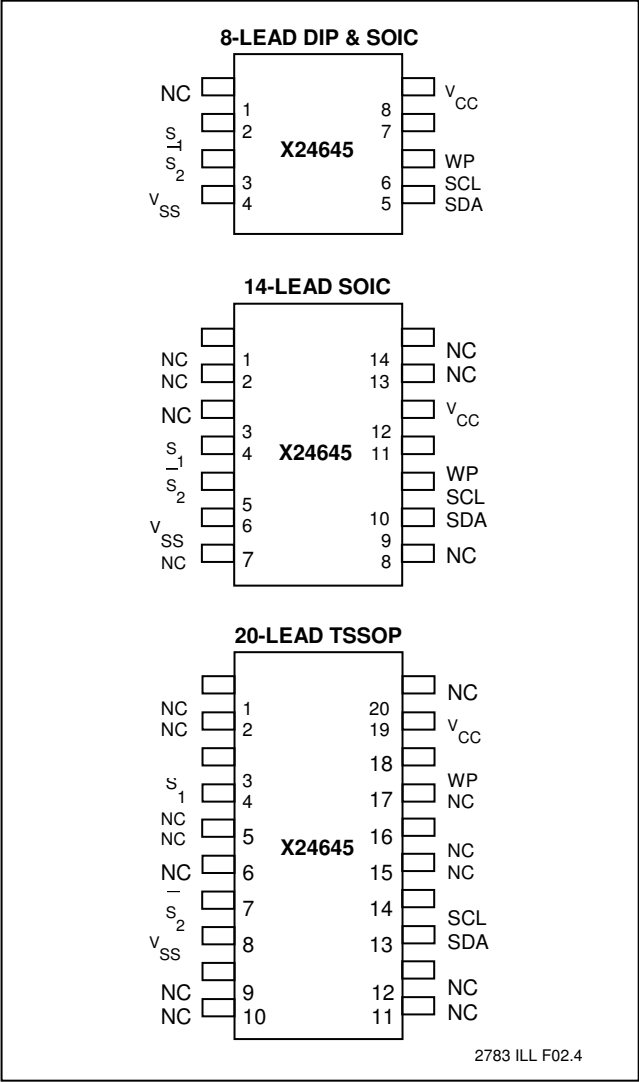 8-LEAD DIP & SOIC
NC 1 8 VCC
S1 2 7 WP
S̅2 3 X24645 6 SCL
VSS 4 5 SDA
14-LEAD SOIC
NC 1 14 NC
NC 2 13 NC
NC 3 12 VCC
S1 4 X24645 11 WP
S̅2 5 10 SCL
VSS 6 9 SDA
NC 7 8 NC
20-LEAD TSSOP
NC 1 20 NC
NC 2 19 VCC
S1 3 18 WP
NC 4 17 NC
NC 5 X24645 16 NC
NC 6 15 NC
S̅2 7 14 SCL
VSS 8 13 SDA
NC 9 12 NC
NC 10 11 NC
2783 ILL F02.4